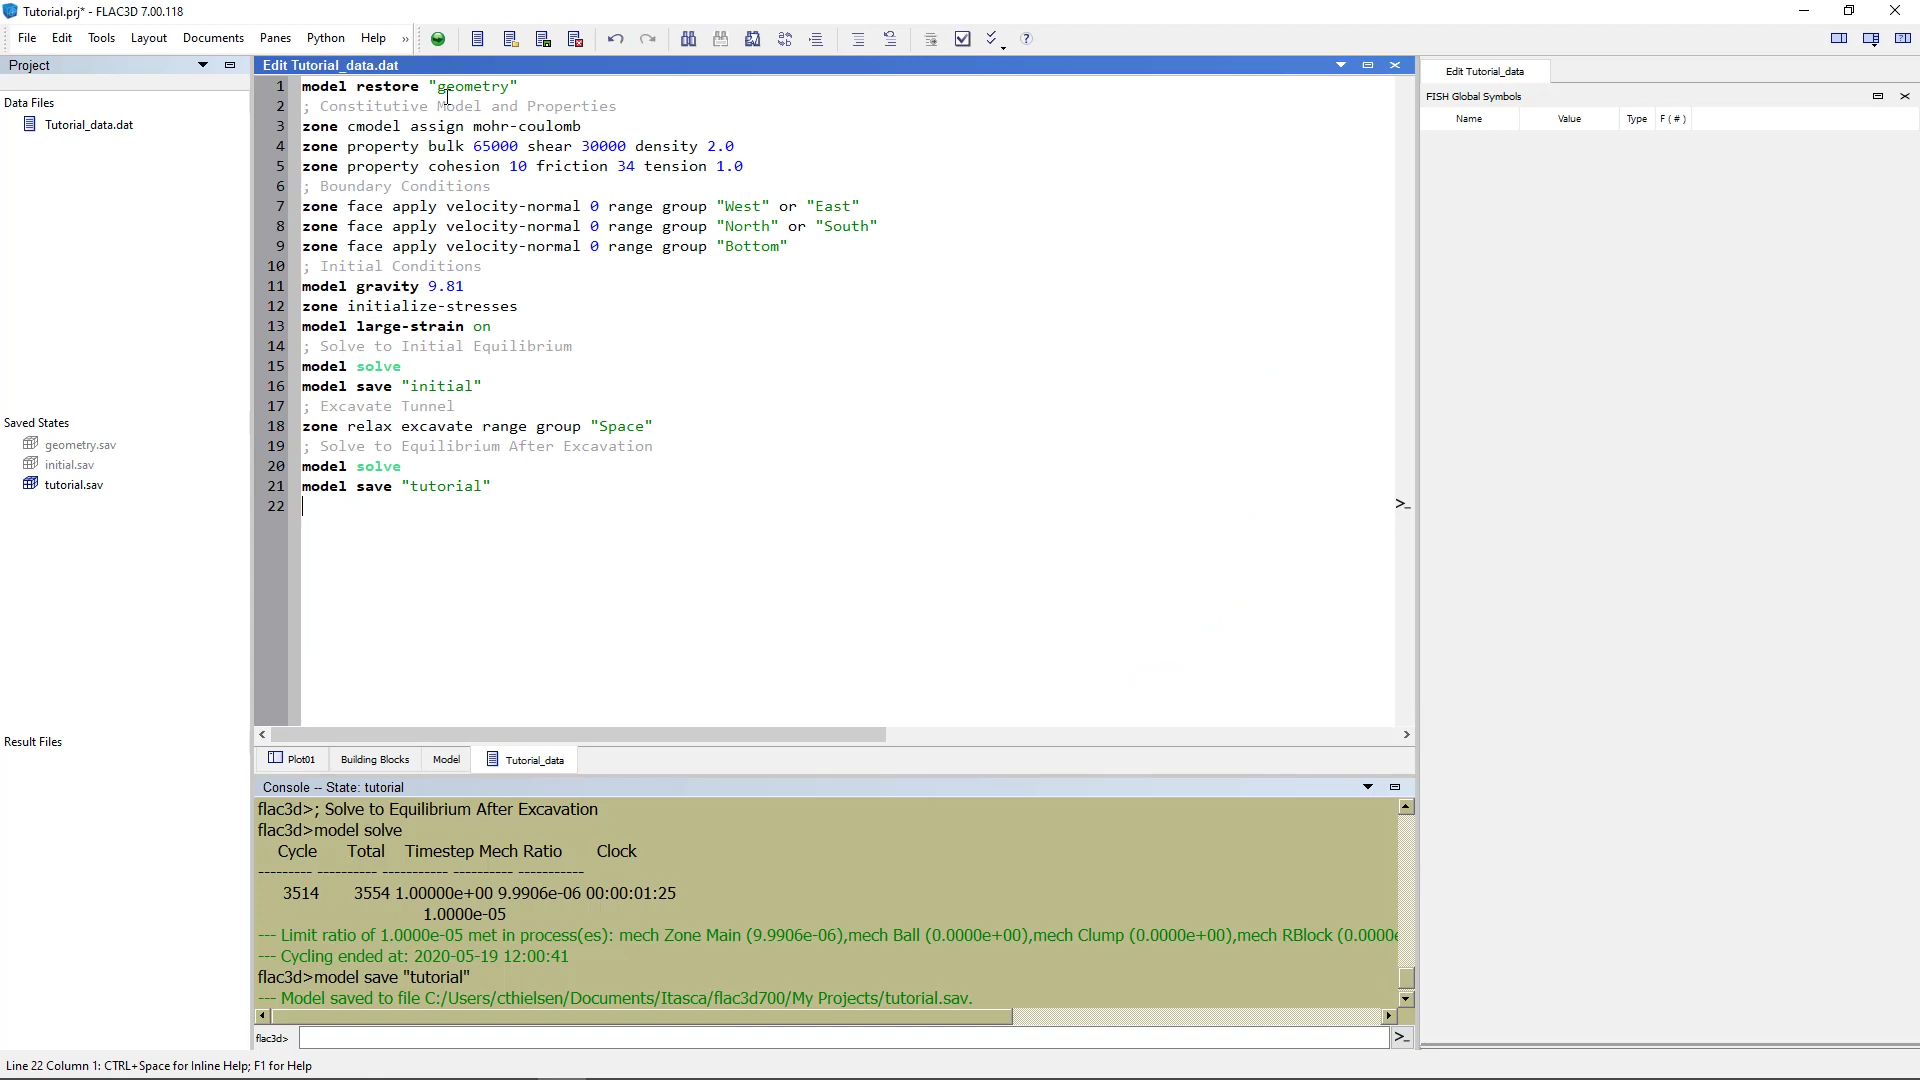 Tutorial.prj* - FLAC3D 7.00.118
File Edit Tools Layout Documents Panes Python Help »
Project
Data Files
Tutorial_data.dat
Saved States
geometry.sav
initial.sav
tutorial.sav
Result Files
Edit Tutorial_data.dat
1 model restore "geometry"
2 ; Constitutive Model and Properties
3 zone cmodel assign mohr-coulomb
4 zone property bulk 65000 shear 30000 density 2.0
5 zone property cohesion 10 friction 34 tension 1.0
6 ; Boundary Conditions
7 zone face apply velocity-normal 0 range group "West" or "East"
8 zone face apply velocity-normal 0 range group "North" or "South"
9 zone face apply velocity-normal 0 range group "Bottom"
10 ; Initial Conditions
11 model gravity 9.81
12 zone initialize-stresses
13 model large-strain on
14 ; Solve to Initial Equilibrium
15 model solve
16 model save "initial"
17 ; Excavate Tunnel
18 zone relax excavate range group "Space"
19 ; Solve to Equilibrium After Excavation
20 model solve
21 model save "tutorial"
22
Plot01 Building Blocks Model Tutorial_data
Console -- State: tutorial
flac3d>; Solve to Equilibrium After Excavation
flac3d>model solve
Cycle Total Timestep Mech Ratio Clock
--------- ---------- ----------- ---------- -----------
3514 3554 1.00000e+00 9.9906e-06 00:00:01:25
1.0000e-05
--- Limit ratio of 1.0000e-05 met in process(es): mech Zone Main (9.9906e-06),mech Ball (0.0000e+00),mech Clump (0.0000e+00),mech RBlock (0.0000e
--- Cycling ended at: 2020-05-19 12:00:41
flac3d>model save "tutorial"
--- Model saved to file C:/Users/cthielsen/Documents/Itasca/flac3d700/My Projects/tutorial.sav.
flac3d>
Edit Tutorial_data
FISH Global Symbols
Name Value Type F ( # )
Line 22 Column 1: CTRL+Space for Inline Help; F1 for Help